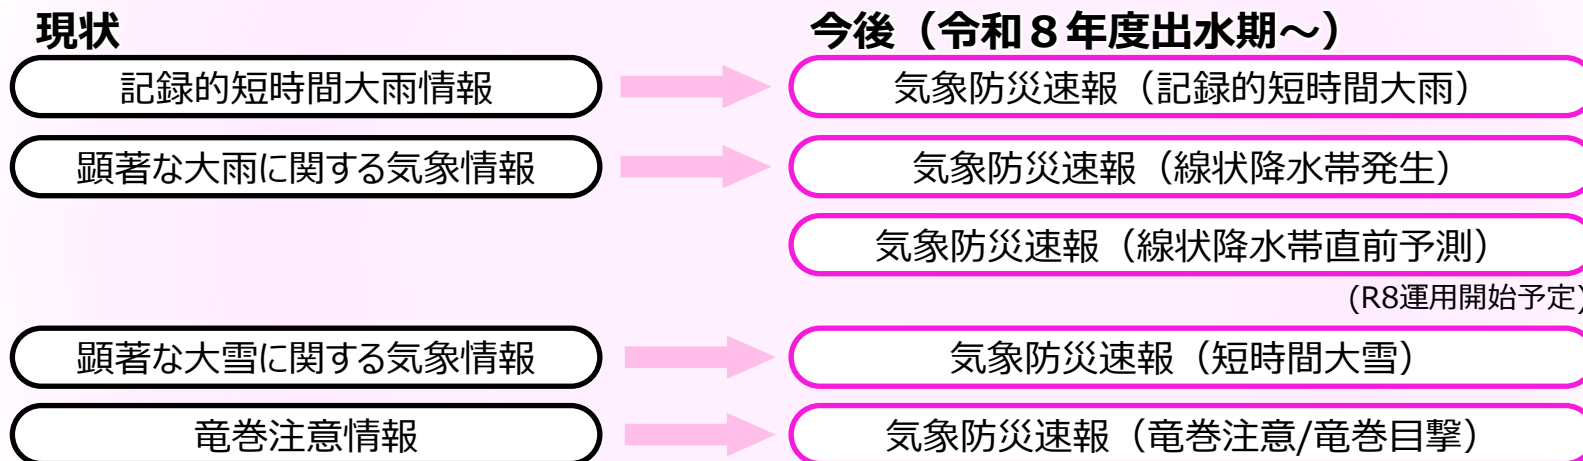 現状
今後（令和８年度出水期～）
記録的短時間大雨情報
気象防災速報（記録的短時間大雨）
顕著な大雨に関する気象情報
気象防災速報（線状降水帯発生）
気象防災速報（線状降水帯直前予測）
(R8運用開始予定)
顕著な大雪に関する気象情報
気象防災速報（短時間大雪）
竜巻注意情報
気象防災速報（竜巻注意/竜巻目撃）